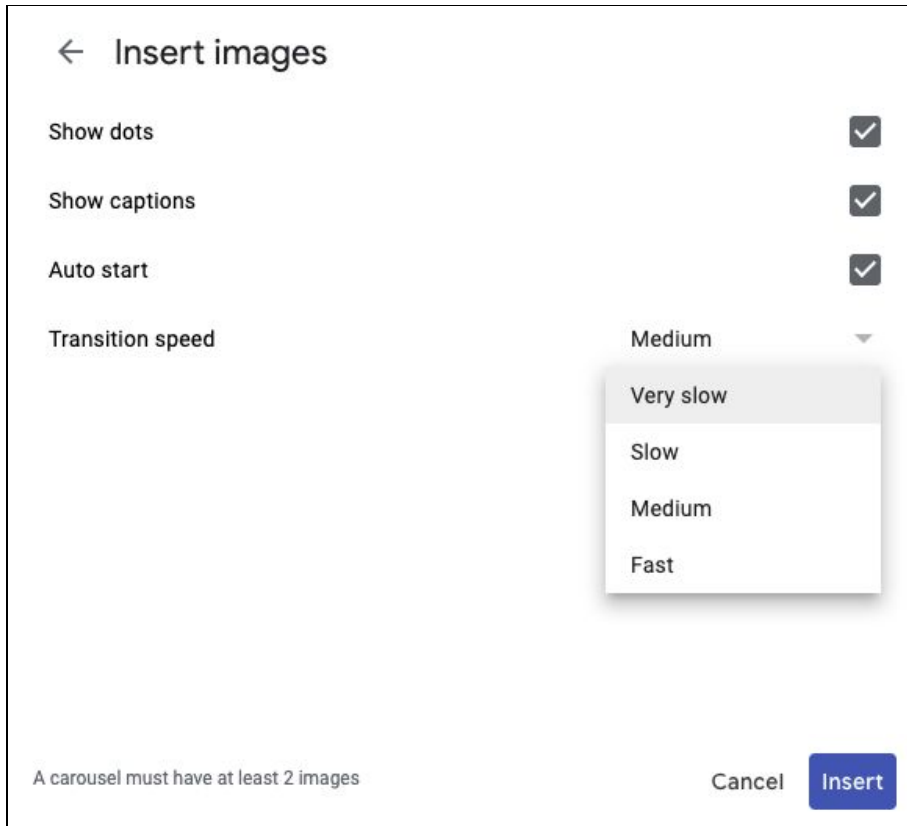 Insert images
Show dots
Show captions
Auto start
Transition speed Medium
Very slow
Slow
Medium
Fast
A carousel must have at least 2 images Cancel Insert